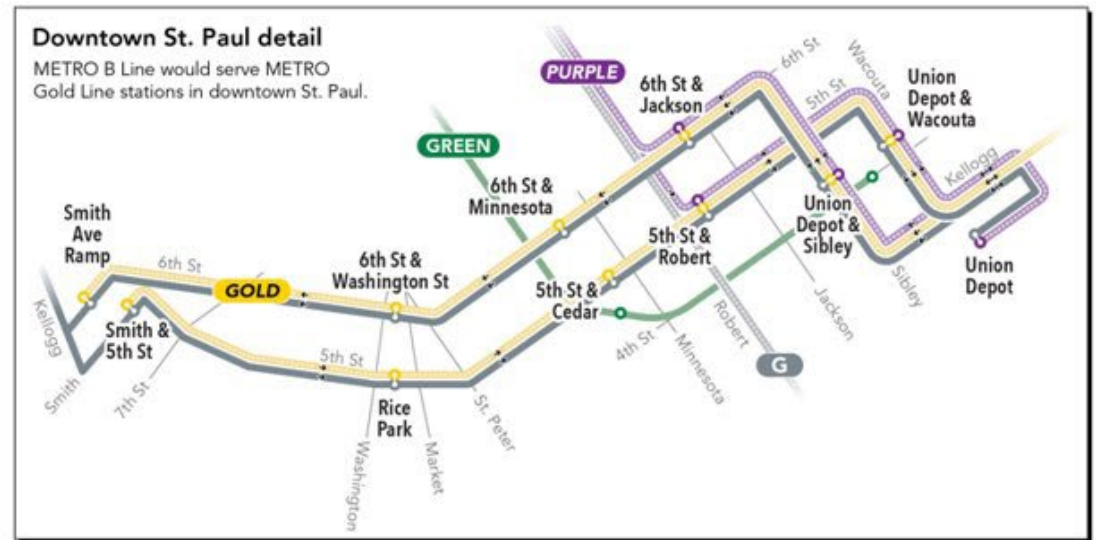 Downtown St. Paul detail
METRO B Line would serve METRO
Gold Line stations in downtown St. Paul.
PURPLE
6th St &
Jackson
6th St
Wacouta
5th St
Union
Depot &
Wacouta
GREEN
Kellogg
6th St &
Minnesota
Union
Depot &
Sibley
Smith
Ave
Ramp
6th St
6th St &
Washington St
5th St &
Robert
Union
Depot
GOLD
5th St &
Cedar
Sibley
Kellogg
Smith &
5th St
Jackson
Robert
4th St
Minnesota
5th St
G
Smith
7th St
Rice
Park
St. Peter
Market
Washington